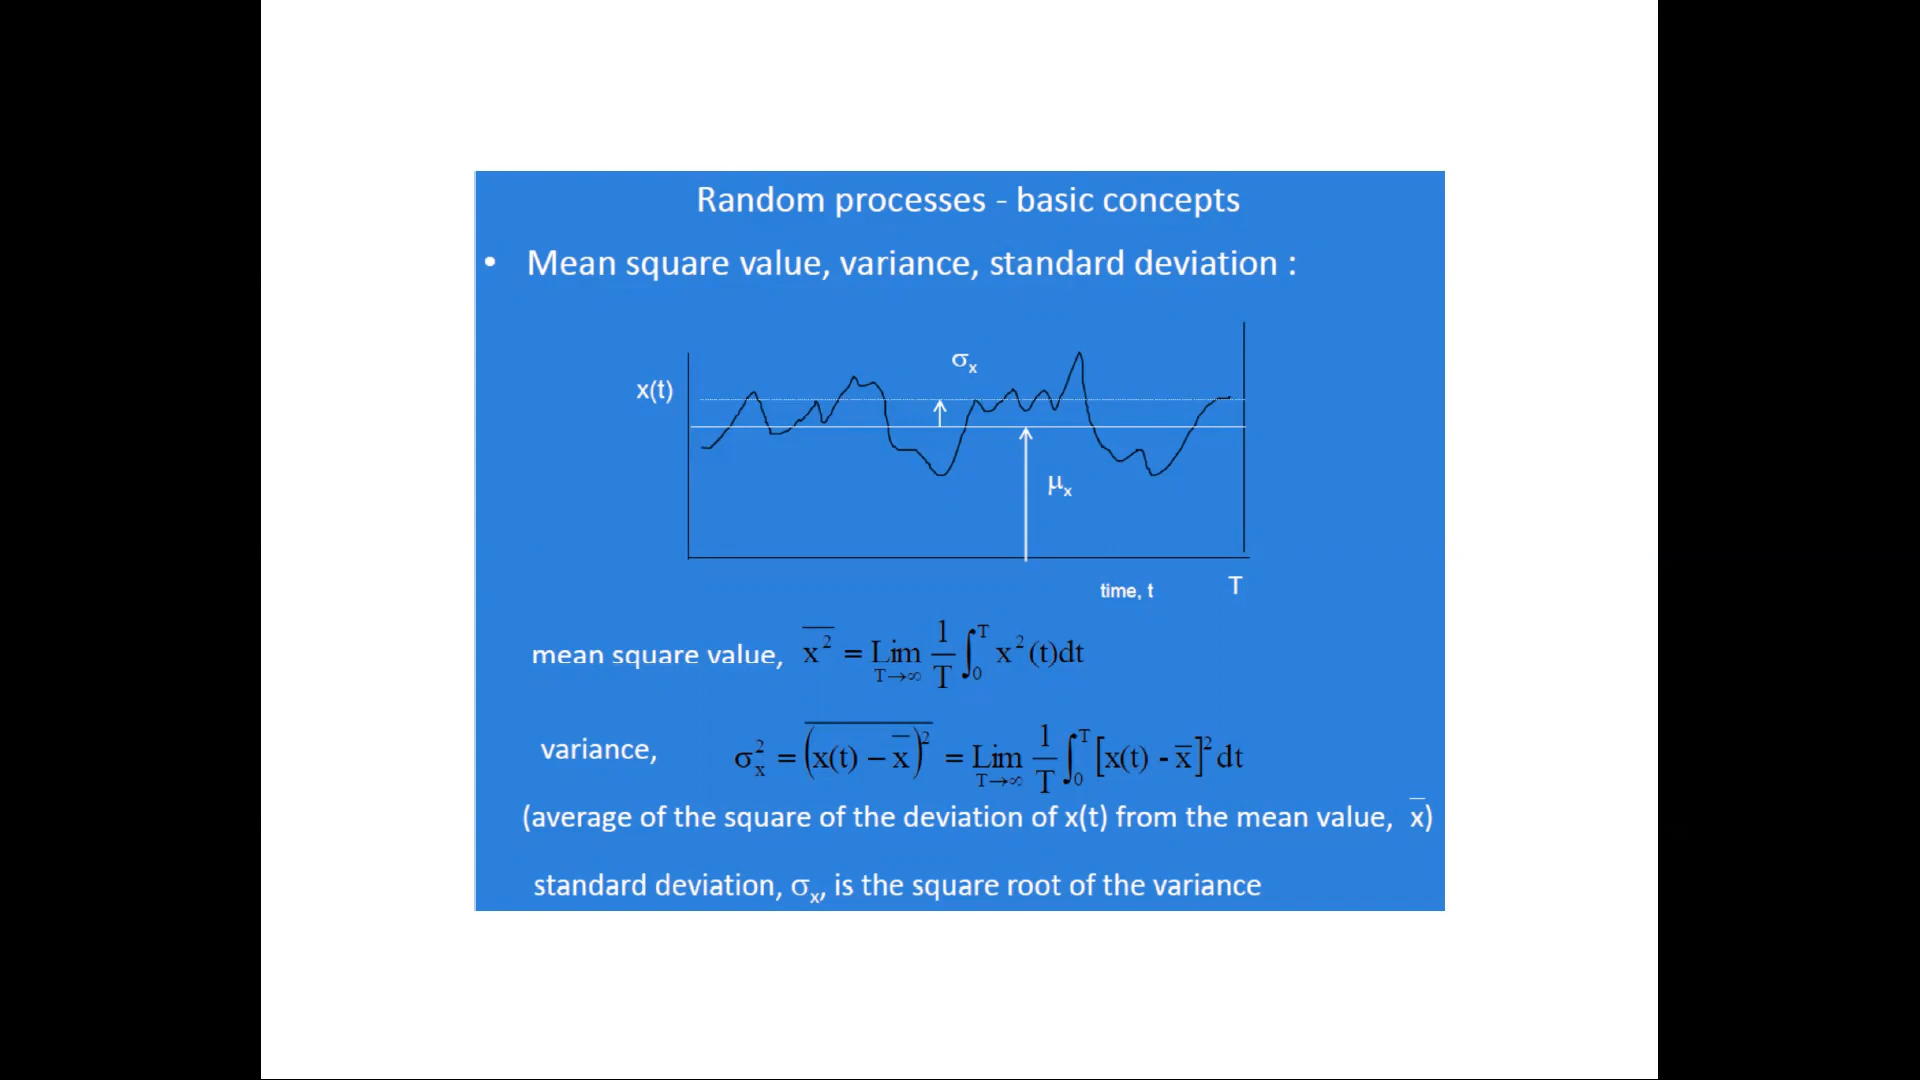 Random processes - basic concepts
• Mean square value, variance, standard deviation :
σx
x(t)
μx
time, t
T
mean square value, x̅² = Lim T→∞ 1/T ∫₀ᵀ x²(t)dt
variance, σx² = \overline{(x(t) − x̅)²} = Lim T→∞ 1/T ∫₀ᵀ [x(t) - x̅]² dt
(average of the square of the deviation of x(t) from the mean value, x̅)
standard deviation, σx, is the square root of the variance